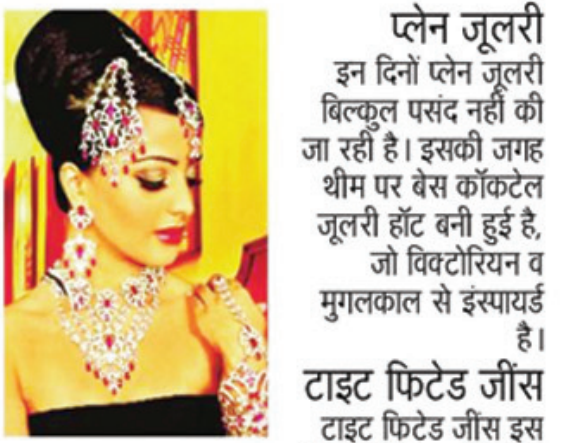 प्लेन जूलरी
इन दिनों प्लेन जूलरी
बिल्कुल पसंद नहीं की
जा रही है। इसकी जगह
थीम पर बेस कॉकटेल
जूलरी हॉट बनी हुई है,
जो विक्टोरियन व
मुगलकाल से इंस्पायर्ड
है।
टाइट फिटेड जींस
टाइट फिटेड जींस इस